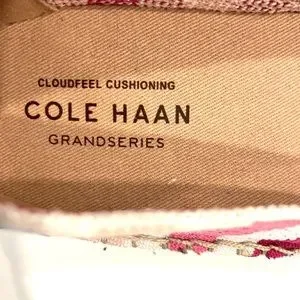 CLOUDFEEL CUSHIONING
COLE HAAN
GRANDSERIES